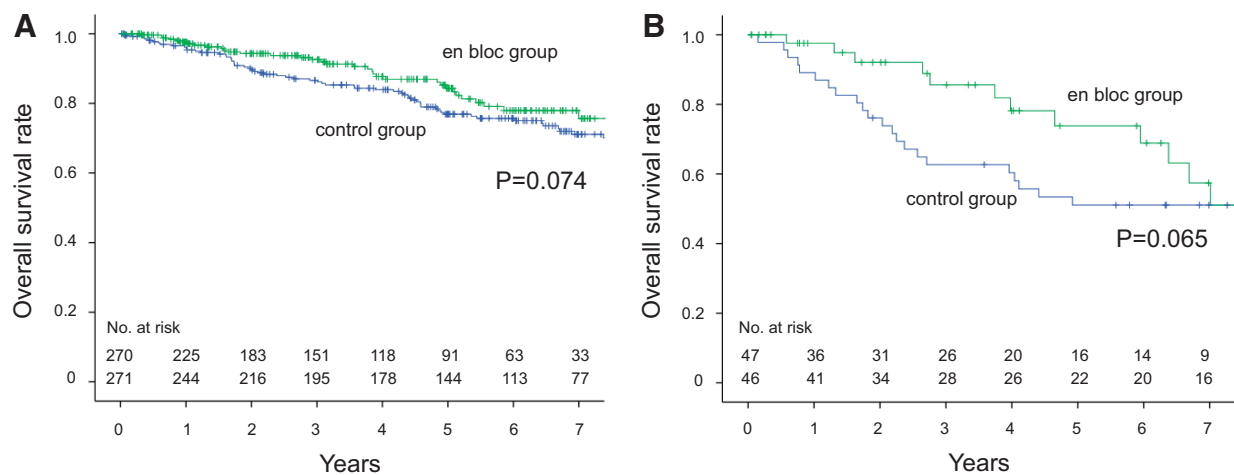 A
Overall survival rate
1.0
0.8
0.6
0.4
0.2
0
en bloc group
control group
P=0.074
No. at risk
270 225 183 151 118 91 63 33
271 244 216 195 178 144 113 77
0 1 2 3 4 5 6 7
Years
B
Overall survival rate
1.0
0.8
0.6
0.4
0.2
0
en bloc group
control group
P=0.065
No. at risk
47 36 31 26 20 16 14 9
46 41 34 28 26 22 20 16
0 1 2 3 4 5 6 7
Years